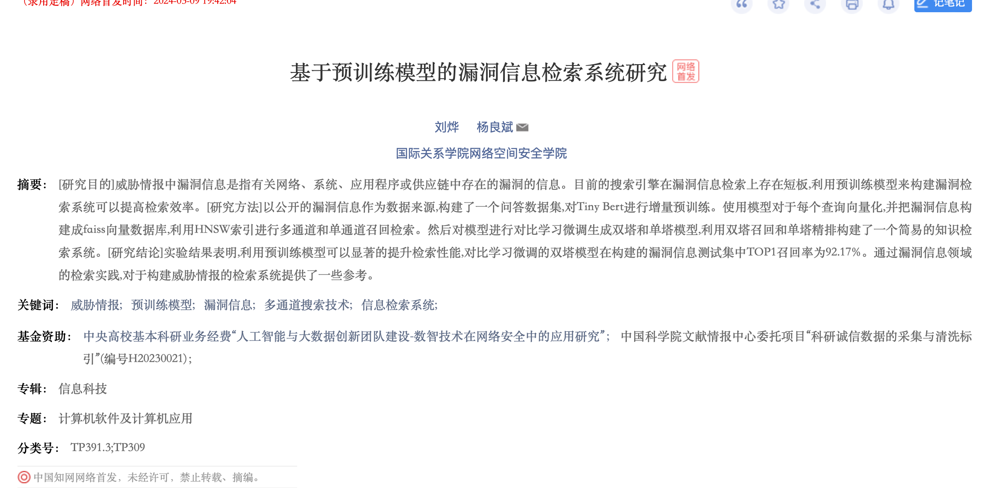 （录用定稿）网络首发时间：2024-03-09 19:42:04
记笔记
基于预训练模型的漏洞信息检索系统研究 网络首发
刘烨 杨良斌
国际关系学院网络空间安全学院
摘要： [研究目的]威胁情报中漏洞信息是指有关网络、系统、应用程序或供应链中存在的漏洞的信息。目前的搜索引擎在漏洞信息检索上存在短板,利用预训练模型来构建漏洞检
索系统可以提高检索效率。[研究方法]以公开的漏洞信息作为数据来源,构建了一个问答数据集,对Tiny Bert进行增量预训练。使用模型对于每个查询向量化,并把漏洞信息构
建成faiss向量数据库,利用HNSW索引进行多通道和单通道召回检索。然后对模型进行对比学习微调生成双塔和单塔模型,利用双塔召回和单塔精排构建了一个简易的知识检
索系统。[研究结论]实验结果表明,利用预训练模型可以显著的提升检索性能,对比学习微调的双塔模型在构建的漏洞信息测试集中TOP1召回率为92.17%。通过漏洞信息领域
的检索实践,对于构建威胁情报的检索系统提供了一些参考。
关键词： 威胁情报; 预训练模型; 漏洞信息; 多通道搜索技术; 信息检索系统;
基金资助： 中央高校基本科研业务经费“人工智能与大数据创新团队建设-数智技术在网络安全中的应用研究”; 中国科学院文献情报中心委托项目“科研诚信数据的采集与清洗标
引”(编号H20230021);
专辑： 信息科技
专题： 计算机软件及计算机应用
分类号： TP391.3;TP309
中国知网网络首发，未经许可，禁止转载、摘编。